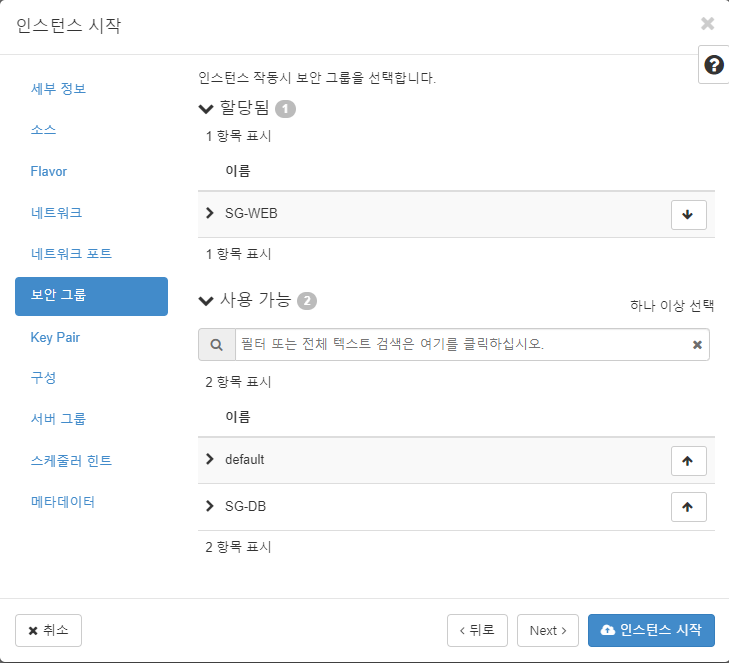 인스턴스 시작
세부 정보
소스
Flavor
네트워크
네트워크 포트
보안 그룹
Key Pair
구성
서버 그룹
스케줄러 힌트
메타데이터
인스턴스 작동시 보안 그룹을 선택합니다.
할당됨 1
1 항목 표시
이름
SG-WEB
1 항목 표시
사용 가능 2
하나 이상 선택
필터 또는 전체 텍스트 검색은 여기를 클릭하십시오.
2 항목 표시
이름
default
SG-DB
2 항목 표시
취소
뒤로
Next
인스턴스 시작